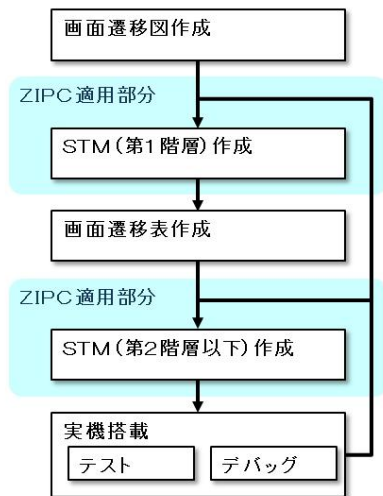 画面遷移図作成
ZIPC適用部分
STM(第1階層)作成
画面遷移表作成
ZIPC適用部分
STM(第2階層以下)作成
実機搭載
テスト
デバッグ